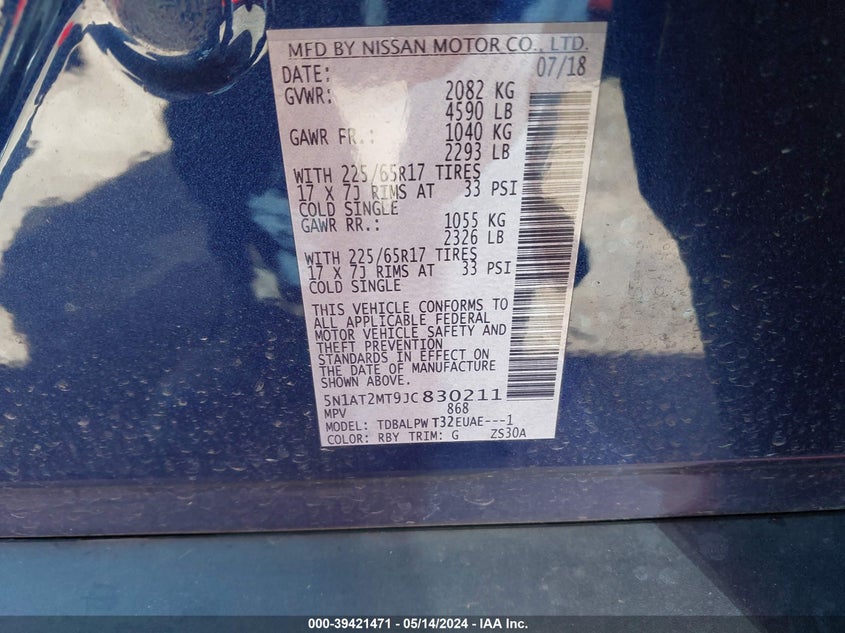 MFD BY NISSAN MOTOR CO., LTD.
DATE: 07/18
GVWR: 2082 KG
4590 LB
GAWR FR.: 1040 KG
2293 LB
WITH 225/65R17 TIRES
17 X 7J RIMS AT 33 PSI
COLD SINGLE
GAWR RR.: 1055 KG
2326 LB
WITH 225/65R17 TIRES
17 X 7J RIMS AT 33 PSI
COLD SINGLE
THIS VEHICLE CONFORMS TO
ALL APPLICABLE FEDERAL
MOTOR VEHICLE SAFETY AND
THEFT PREVENTION
STANDARDS IN EFFECT ON
THE DATE OF MANUFACTURE
SHOWN ABOVE.
5N1AT2MT9JC830211
MPV 868
MODEL: TDBALPW T32EUAE---1
COLOR: RBY TRIM: G ZS30A
000-39421471 - 05/14/2024 - IAA Inc.